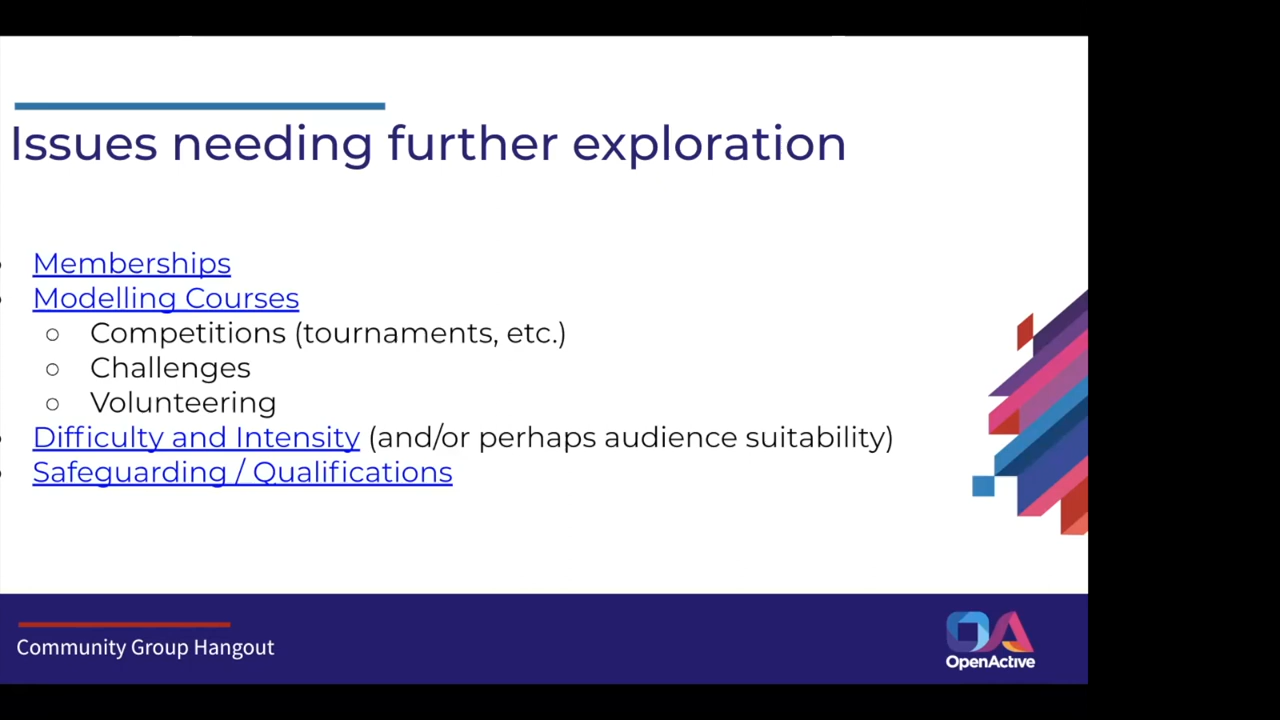 Issues needing further exploration
Memberships
Modelling Courses
Competitions (tournaments, etc.)
Challenges
Volunteering
Difficulty and Intensity (and/or perhaps audience suitability)
Safeguarding / Qualifications
Community Group Hangout
OA
OpenActive